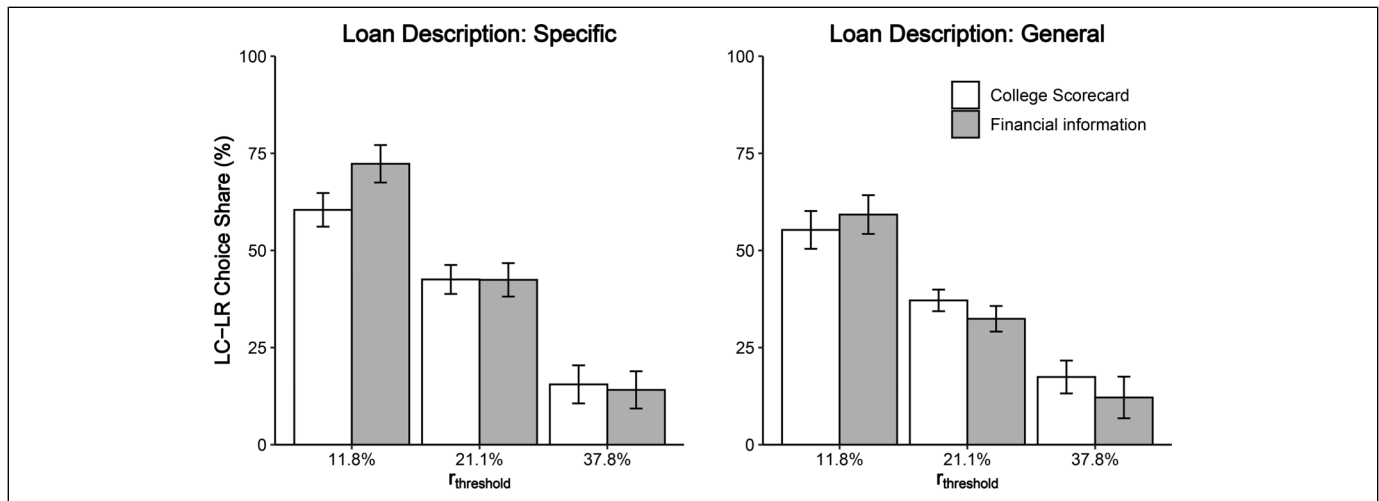 Loan Description: Specific
100
75
50
25
0
LC−LR Choice Share (%)
11.8%
21.1%
37.8%
rthreshold
Loan Description: General
100
75
50
25
0
College Scorecard
Financial information
11.8%
21.1%
37.8%
rthreshold